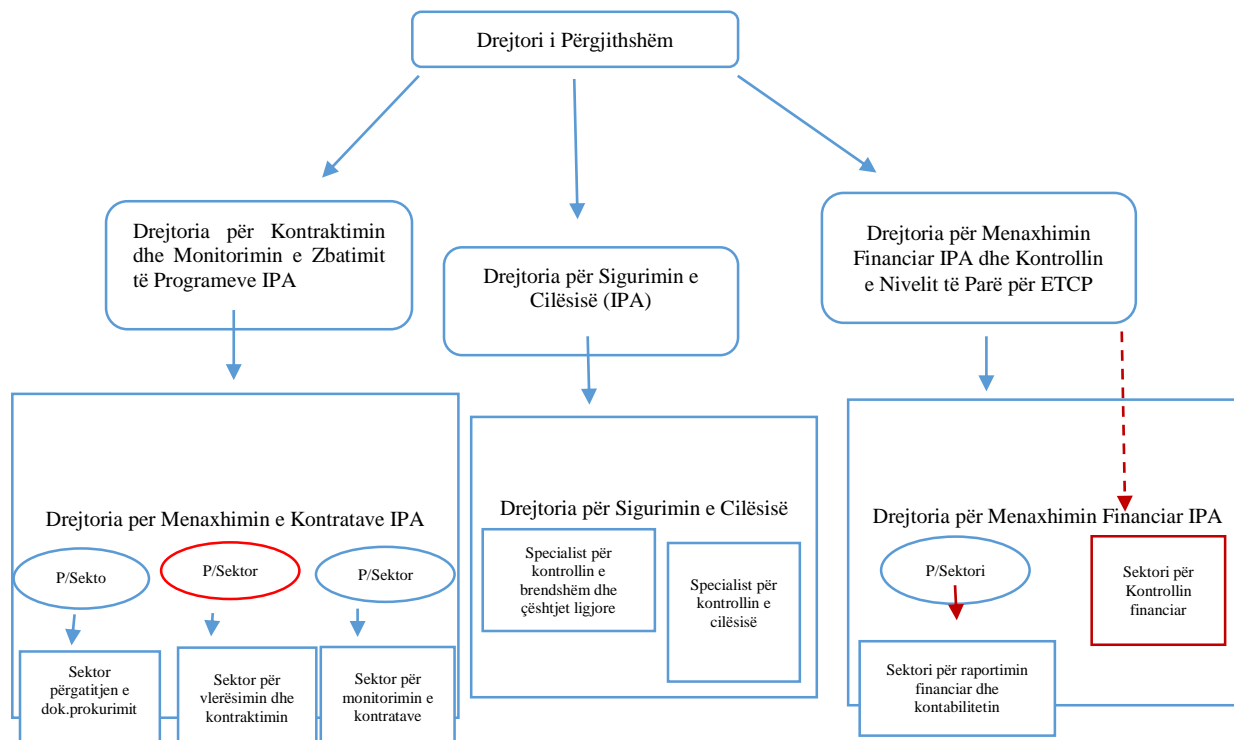 Drejtori i Përgjithshëm
Drejtoria për Kontraktimin
dhe Monitorimin e Zbatimit
të Programeve IPA
Drejtoria për Sigurimin e
Cilësisë (IPA)
Drejtoria për Menaxhimin
Financiar IPA dhe Kontrollin
e Nivelit të Parë për ETCP
Drejtoria per Menaxhimin e Kontratave IPA
P/Sekto
P/Sektor
P/Sektor
Sektor
përgatitjen e
dok.prokurimit
Sektor për
vlerësimin dhe
kontraktimin
Sektor për
monitorimin e
kontratave
Drejtoria për Sigurimin e Cilësisë
Specialist për
kontrollin e
brendshëm dhe
çështjet ligjore
Specialist për
kontrollin e
cilësisë
Drejtoria për Menaxhimin Financiar IPA
P/Sektori
Sektori për
Kontrollin
financiar
Sektori për raportimin
financiar dhe
kontabilitetin